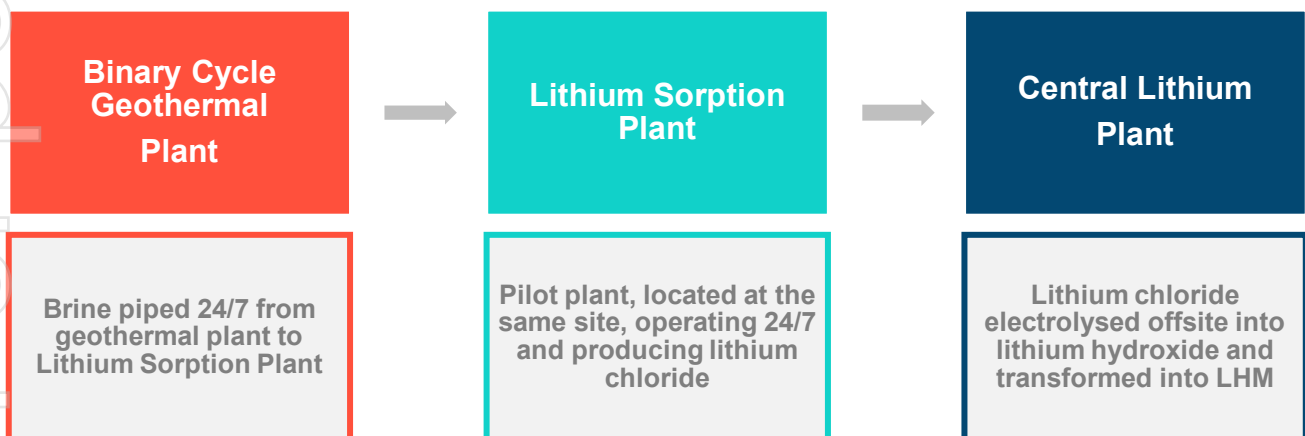 Binary Cycle
Geothermal
Plant
Lithium Sorption
Plant
Central Lithium
Plant
Brine piped 24/7 from
geothermal plant to
Lithium Sorption Plant
Pilot plant, located at the
same site, operating 24/7
and producing lithium
chloride
Lithium chloride
electrolysed offsite into
lithium hydroxide and
transformed into LHM